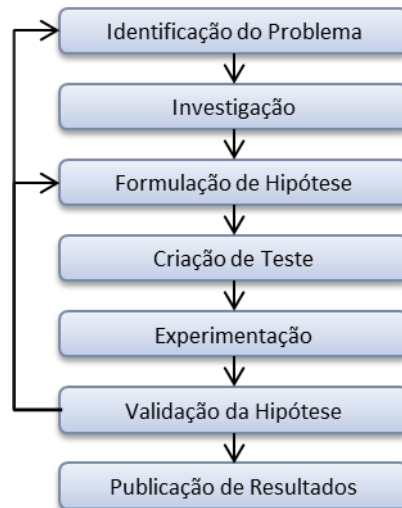 Identificação do Problema
Investigação
Formulação de Hipótese
Criação de Teste
Experimentação
Validação da Hipótese
Publicação de Resultados